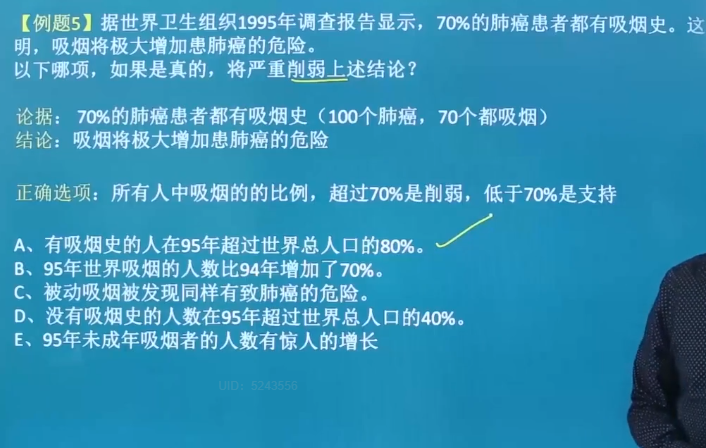 【例题5】据世界卫生组织1995年调查报告显示，70%的肺癌患者都有吸烟史。这
明，吸烟将极大增加患肺癌的危险。
以下哪项，如果是真的，将严重削弱上述结论？
论据： 70%的肺癌患者都有吸烟史（100个肺癌，70个都吸烟）
结论：吸烟将极大增加患肺癌的危险
正确选项：所有人中吸烟的的比例，超过70%是削弱，低于70%是支持
A、有吸烟史的人在95年超过世界总人口的80%。
B、95年世界吸烟的人数比94年增加了70%。
C、被动吸烟被发现同样有致肺癌的危险。
D、没有吸烟史的人数在95年超过世界总人口的40%。
E、95年未成年吸烟者的人数有惊人的增长
UID：5243556